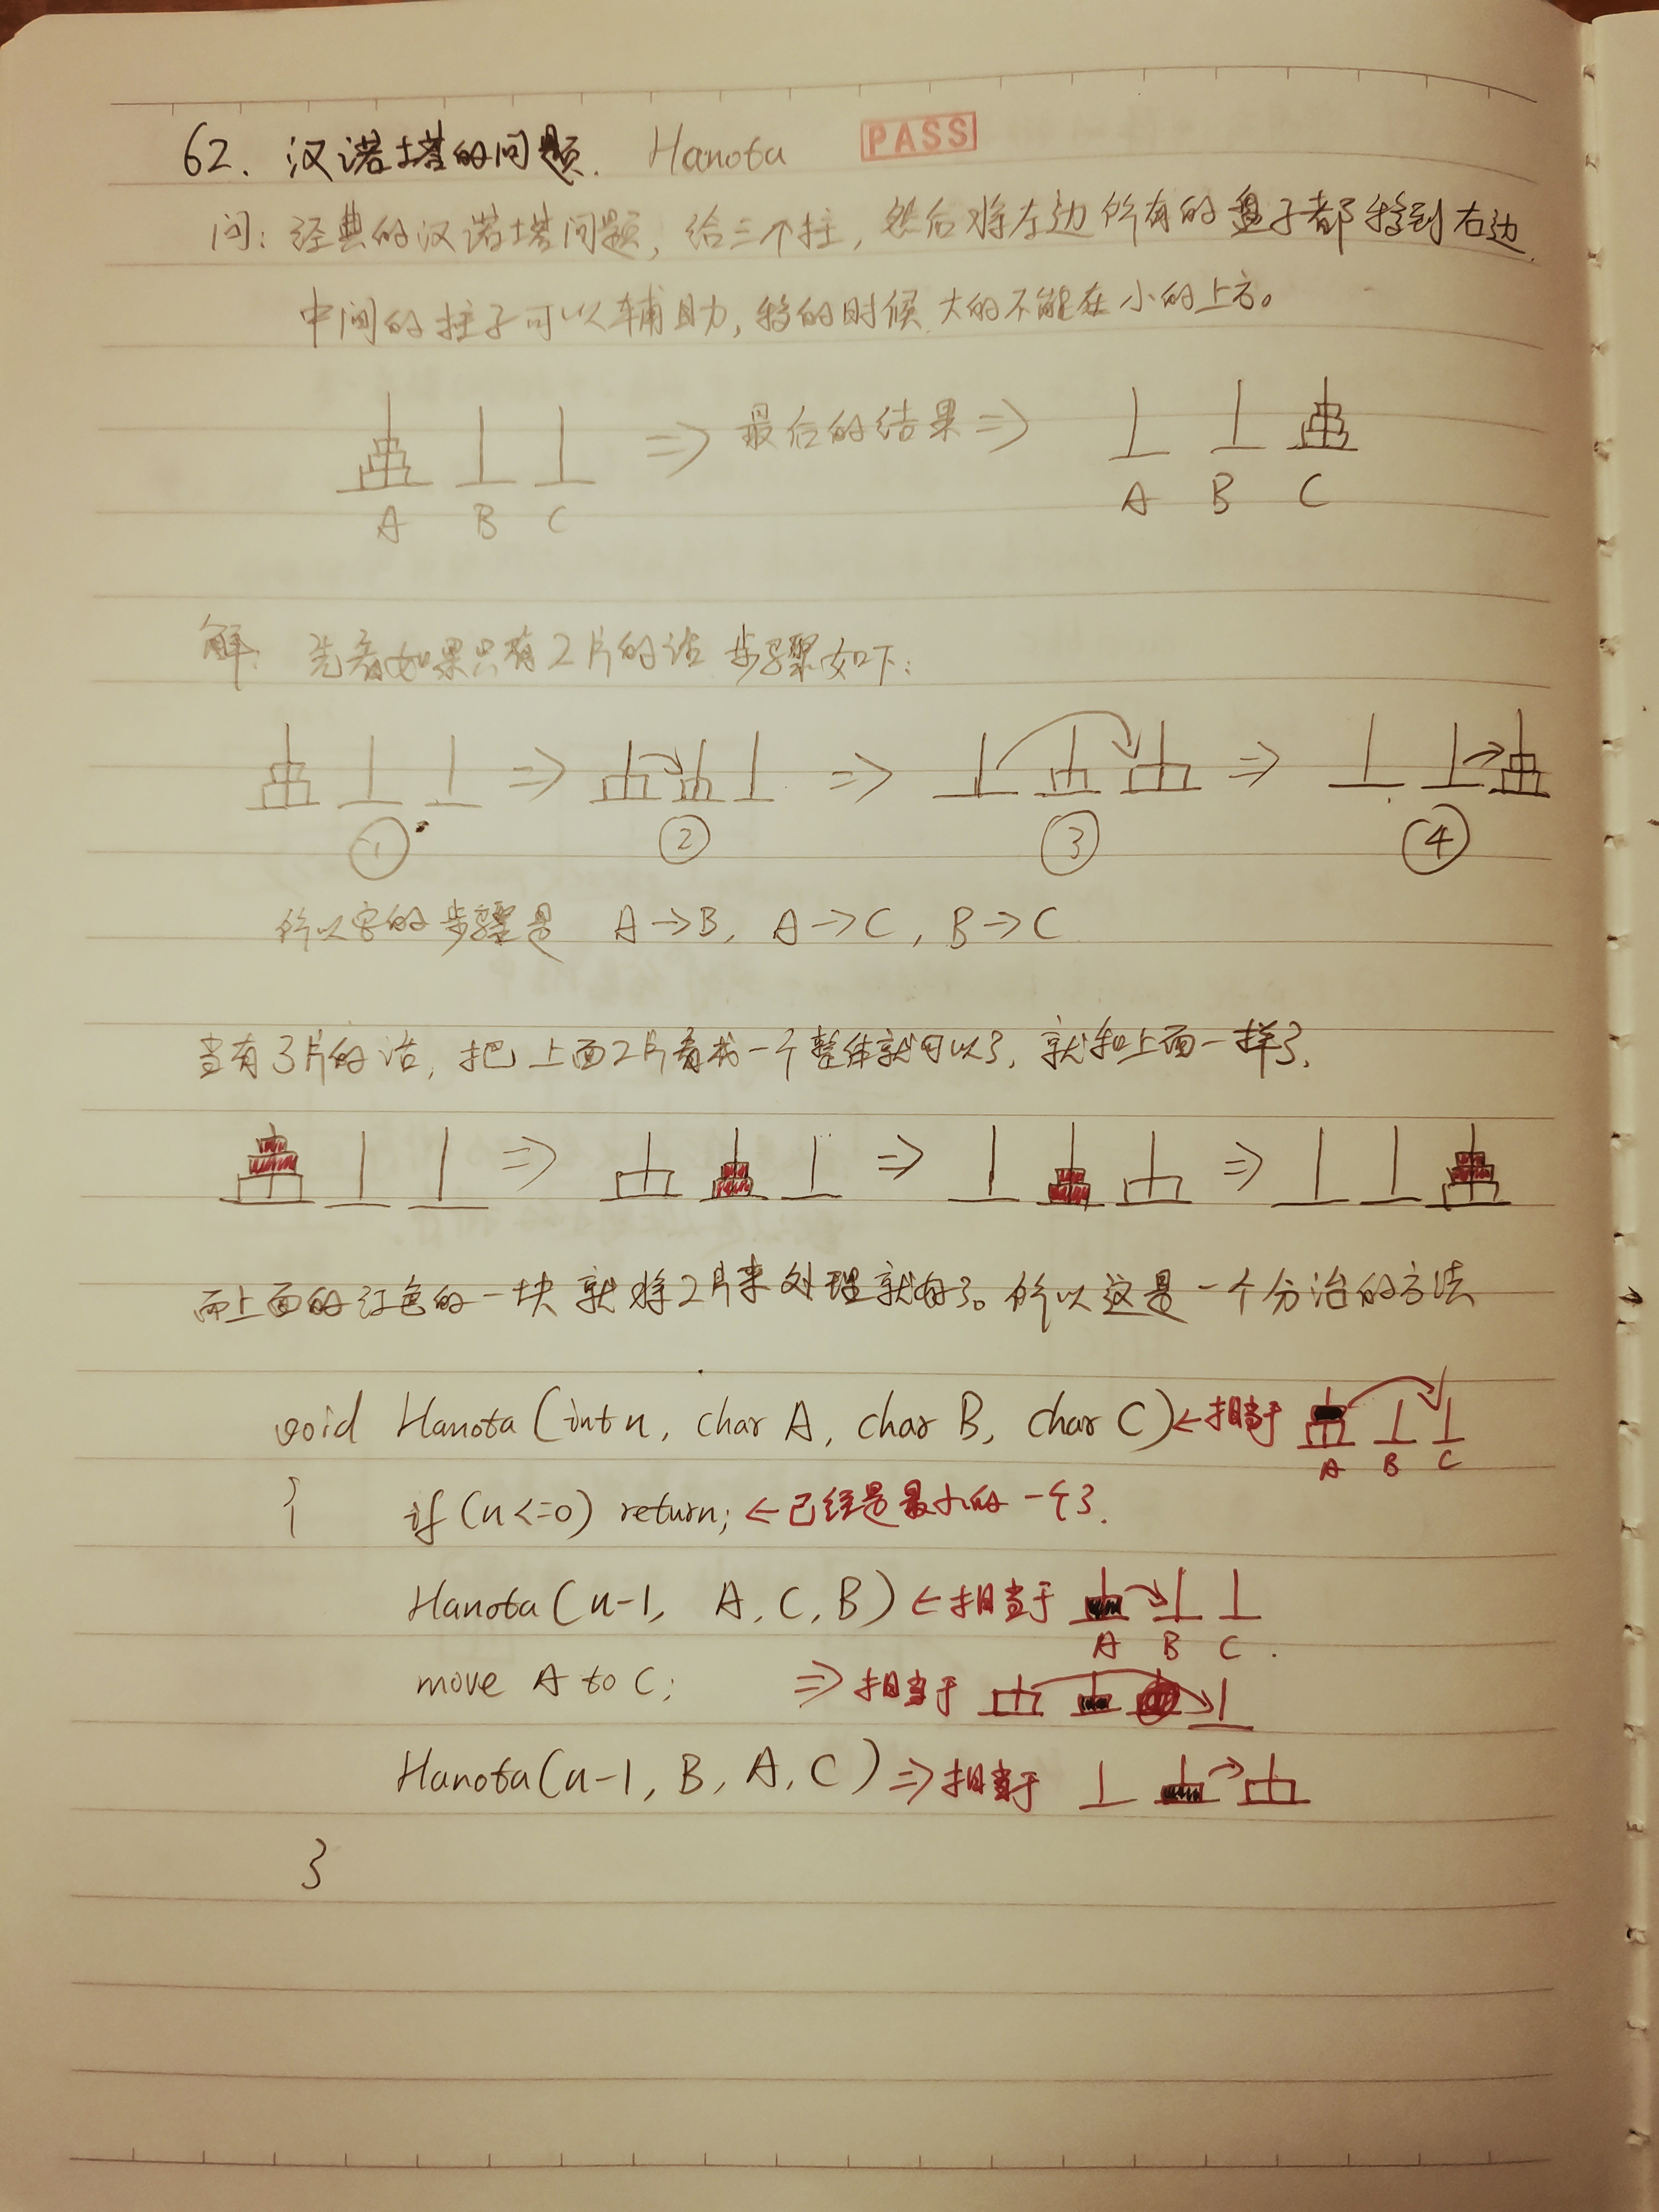 62. 汉诺塔的问题. Hanota PASS
问: 经典的汉诺塔问题, 给三个柱, 然后将左边所有的盘子都移到右边,
中间的柱子可以辅助, 移的时候大的不能在小的上方。
⇒ 最后的结果 ⇒
A B C A B C
解: 先看如果只有2片的话 步骤如下:
⇒ ⇒ ⇒
① ② ③ ④
所以它的步骤是 A→B, A→C, B→C
当有3片的话, 把上面2片看成一个整体就可以了, 就和上面一样了.
⇒ ⇒ ⇒
而上面的红色的一块就将2片来处理就好了。所以这是一个分治的方法
void Hanota(int n, char A, char B, char C) ← 相当于
A B C
{ if (n<=0) return; ← 已经是最小的一个了.
Hanota(n-1, A, C, B) ← 相当于
A B C
move A to C; ⇒ 相当于
Hanota(n-1, B, A, C) ⇒ 相当于
}